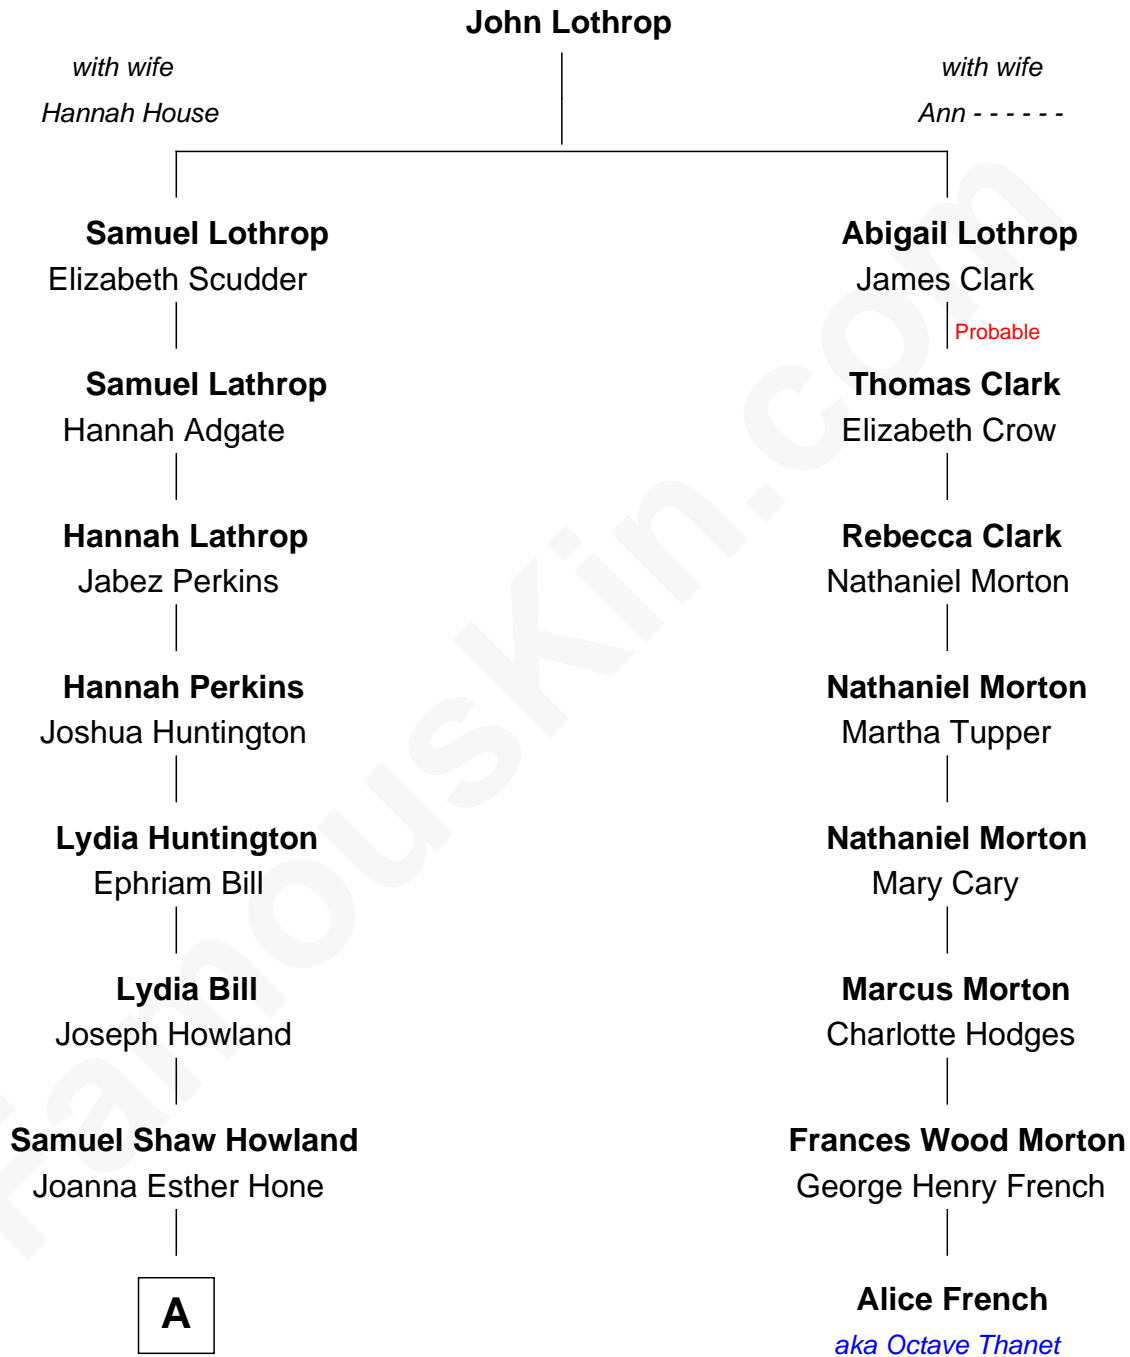 John Lothrop
with wife
Hannah House
with wife
Ann - - - - - -
Samuel Lothrop
Elizabeth Scudder
Abigail Lothrop
James Clark
Probable
Samuel Lathrop
Hannah Adgate
Thomas Clark
Elizabeth Crow
Hannah Lathrop
Jabez Perkins
Rebecca Clark
Nathaniel Morton
Hannah Perkins
Joshua Huntington
Nathaniel Morton
Martha Tupper
Lydia Huntington
Ephriam Bill
Nathaniel Morton
Mary Cary
Lydia Bill
Joseph Howland
Marcus Morton
Charlotte Hodges
Samuel Shaw Howland
Joanna Esther Hone
Frances Wood Morton
George Henry French
A
Alice French
aka Octave Thanet
FamousKin.com